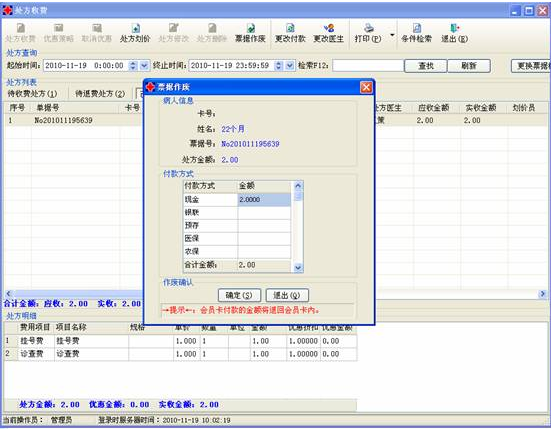 处方收费
处方收费 优惠策略 取消优惠 处方划价 处方修改 处方删除 票据作废 更改付款 更改医生 打印(P) 条件检索 退出(E)
处方查询
起始时间: 2010-11-19 0:00:00 终止时间: 2010-11-19 23:59:59 检索F12: 查找 刷新 更换票据
处方列表
待收费处方(1) 待退费处方(2)
序号 单据号 卡号 处方医生 应收金额 实收金额 划价员
1 No201011195639 2.00 2.00
票据作废
病人信息
卡号:
姓名: 22个月
票据号: No201011195639
处方金额: 2.00
付款方式
付款方式 金额
现金 2.0000
银联
预存
医保
农保
合计金额: 2.00
作废确认
确定(S) 退出(Q)
→提示←: 会员卡付款的金额将退回会员卡内。
合计金额: 应收: 2.00 实收: 2.00
处方明细
费用项目 项目名称 规格 单价 数量 单位 金额 优惠折扣 优惠金额
1 挂号费 挂号费 1.000 1 1.00 1.00000 0.00
2 诊查费 诊查费 1.000 1 1.00 1.00000 0.00
处方金额: 2.00 优惠金额: 0.00 实收金额: 2.00
当前操作员: 管理员 登录时服务器时间: 2010-11-19 10:02:19